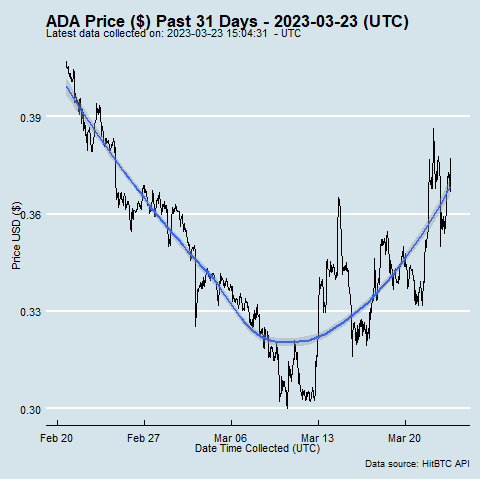 ADA Price ($) Past 31 Days - 2023-03-23 (UTC)
Latest data collected on: 2023-03-23 15:04:31  - UTC
0.39
0.36
0.33
0.30
Price USD ($)
Feb 20
Feb 27
Mar 06
Mar 13
Mar 20
Date Time Collected (UTC)
Data source: HitBTC API